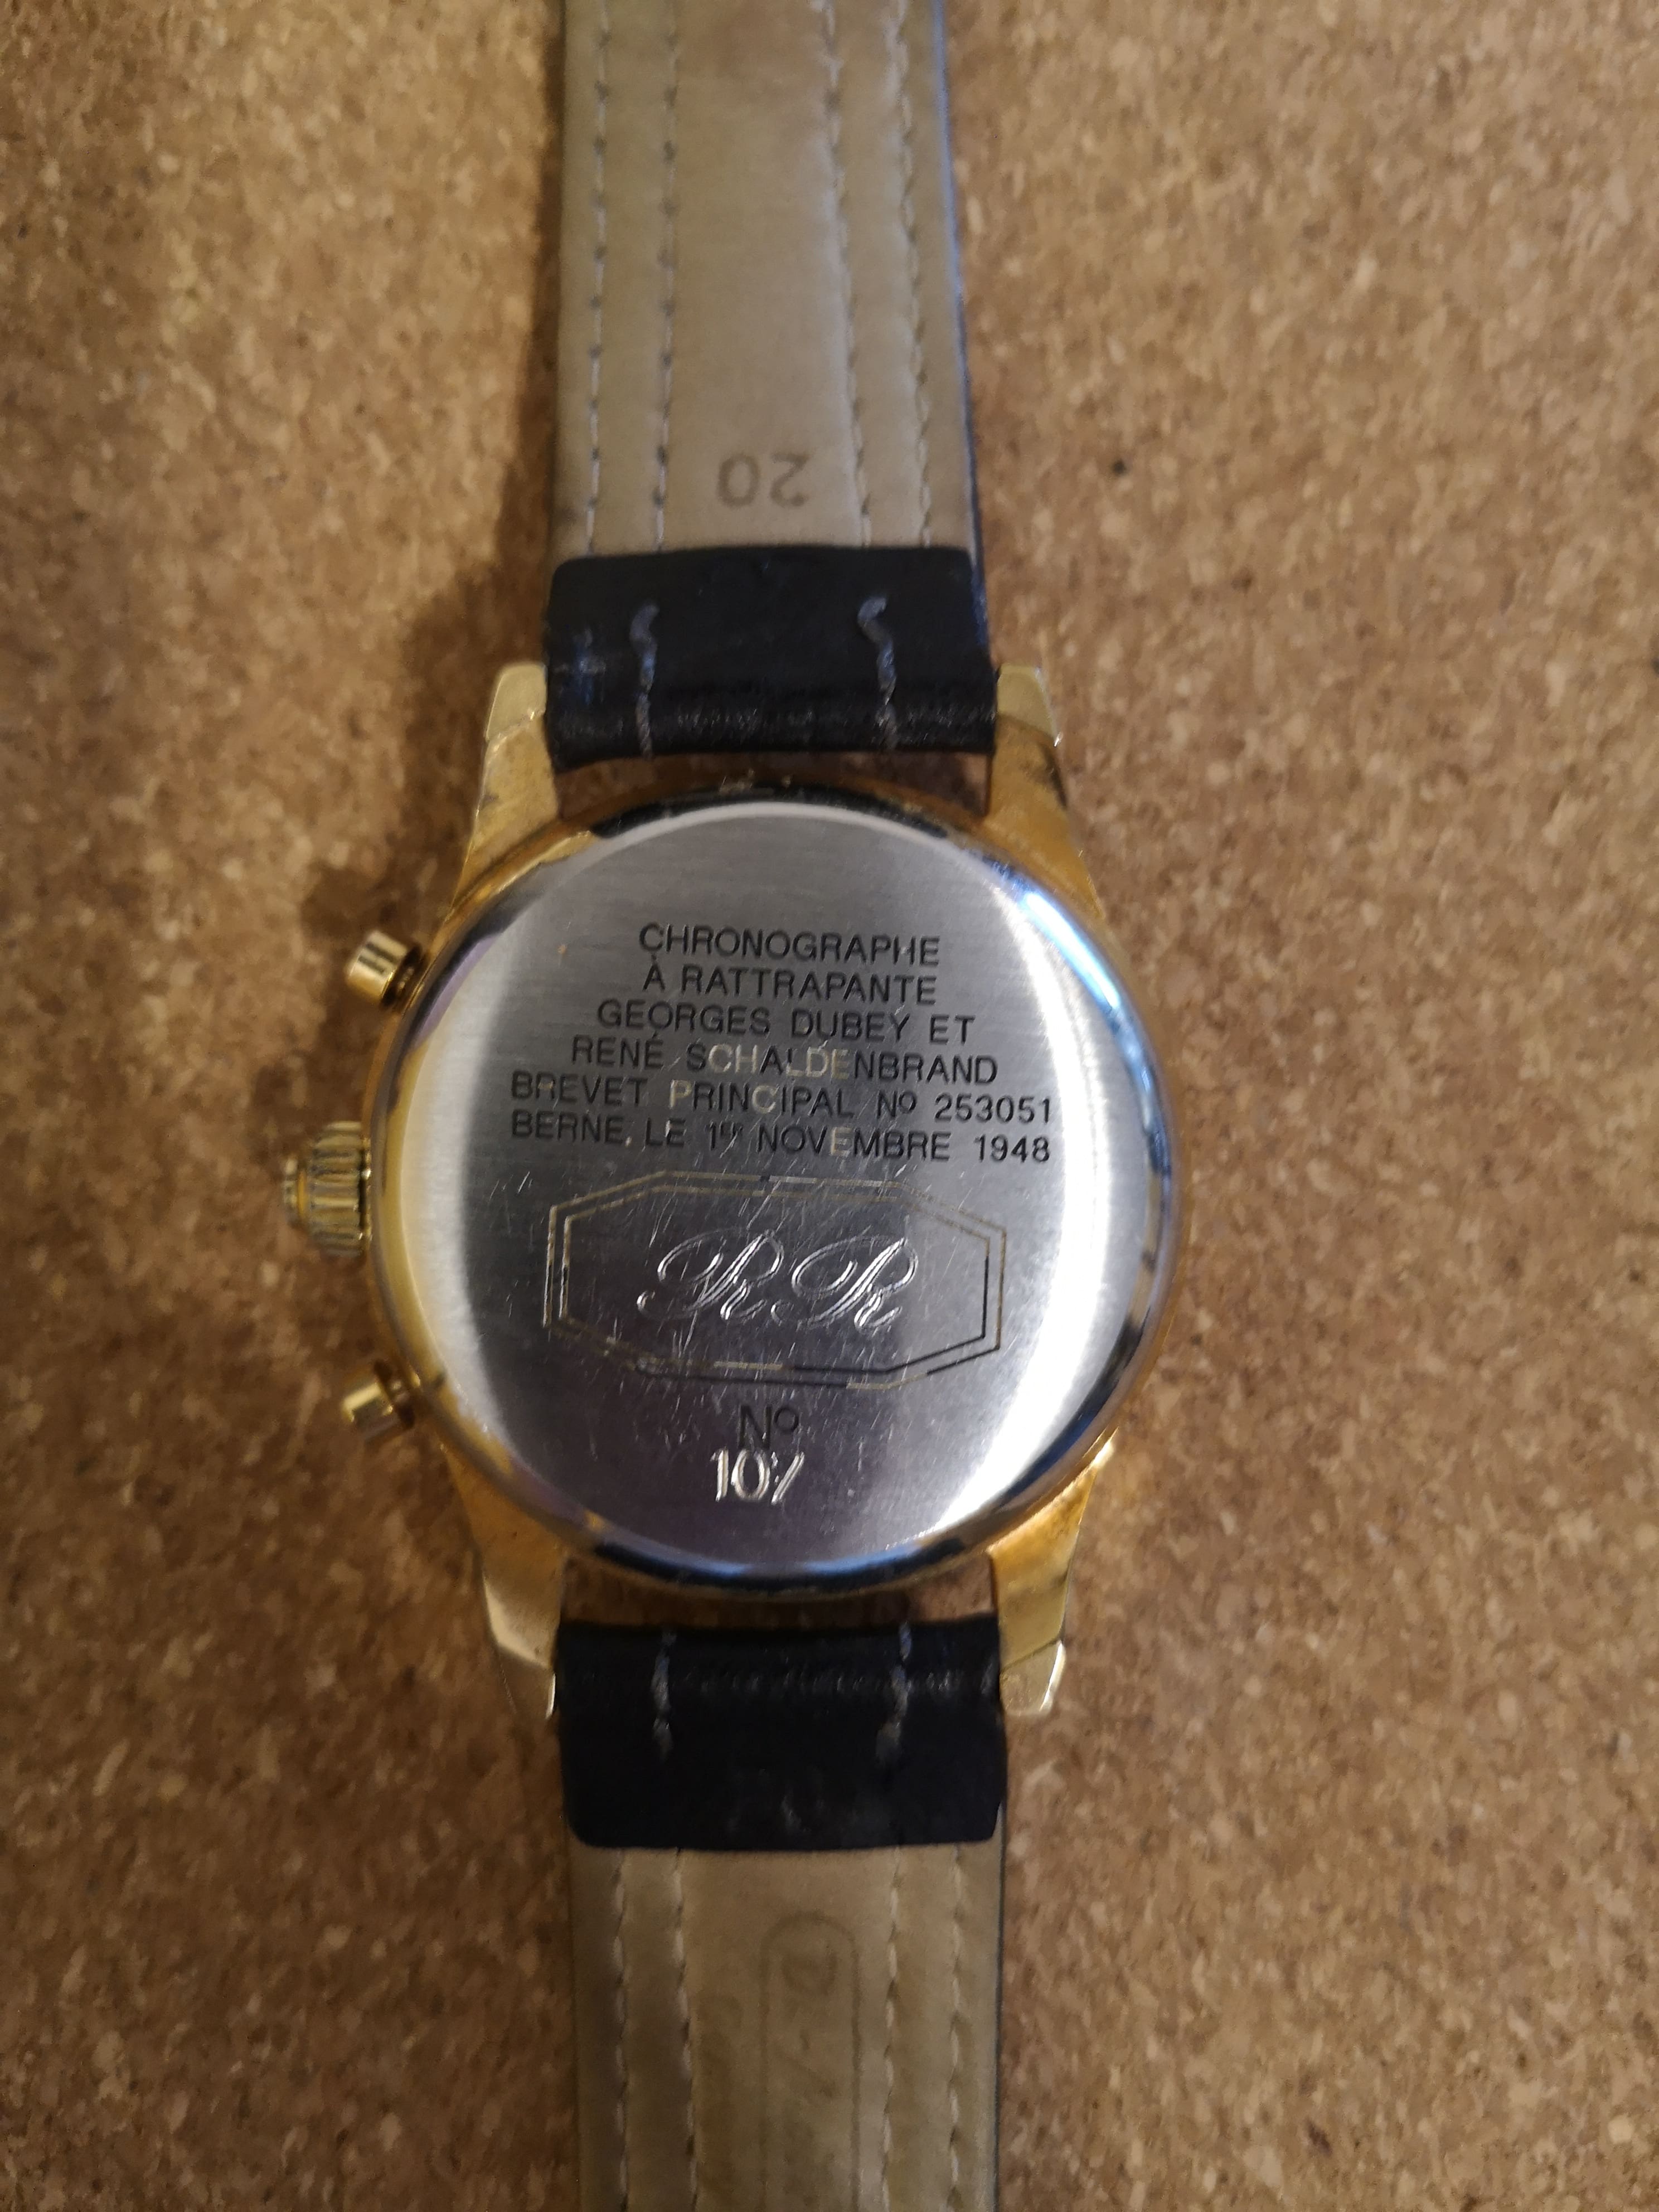 20
CHRONOGRAPHE
À RATTRAPANTE
GEORGES DUBEY ET
RENÉ SCHALDENBRAND
BREVET PRINCIPAL Nº 253051
BERNE, LE 1ER NOVEMBRE 1948
RR
Nº
107